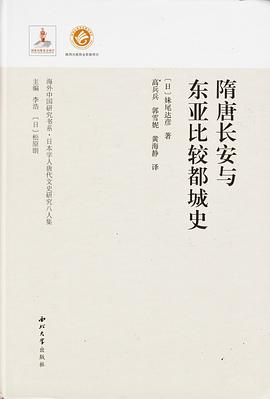 隋唐长安与
东亚比较都城史
〔日〕妹尾达彦 著
高兵兵 郭雪妮 黄海静 译
海外中国研究书系·日本学人唐代文史研究八人集
主编 李浩 〔日〕松原朗
西北大学出版社